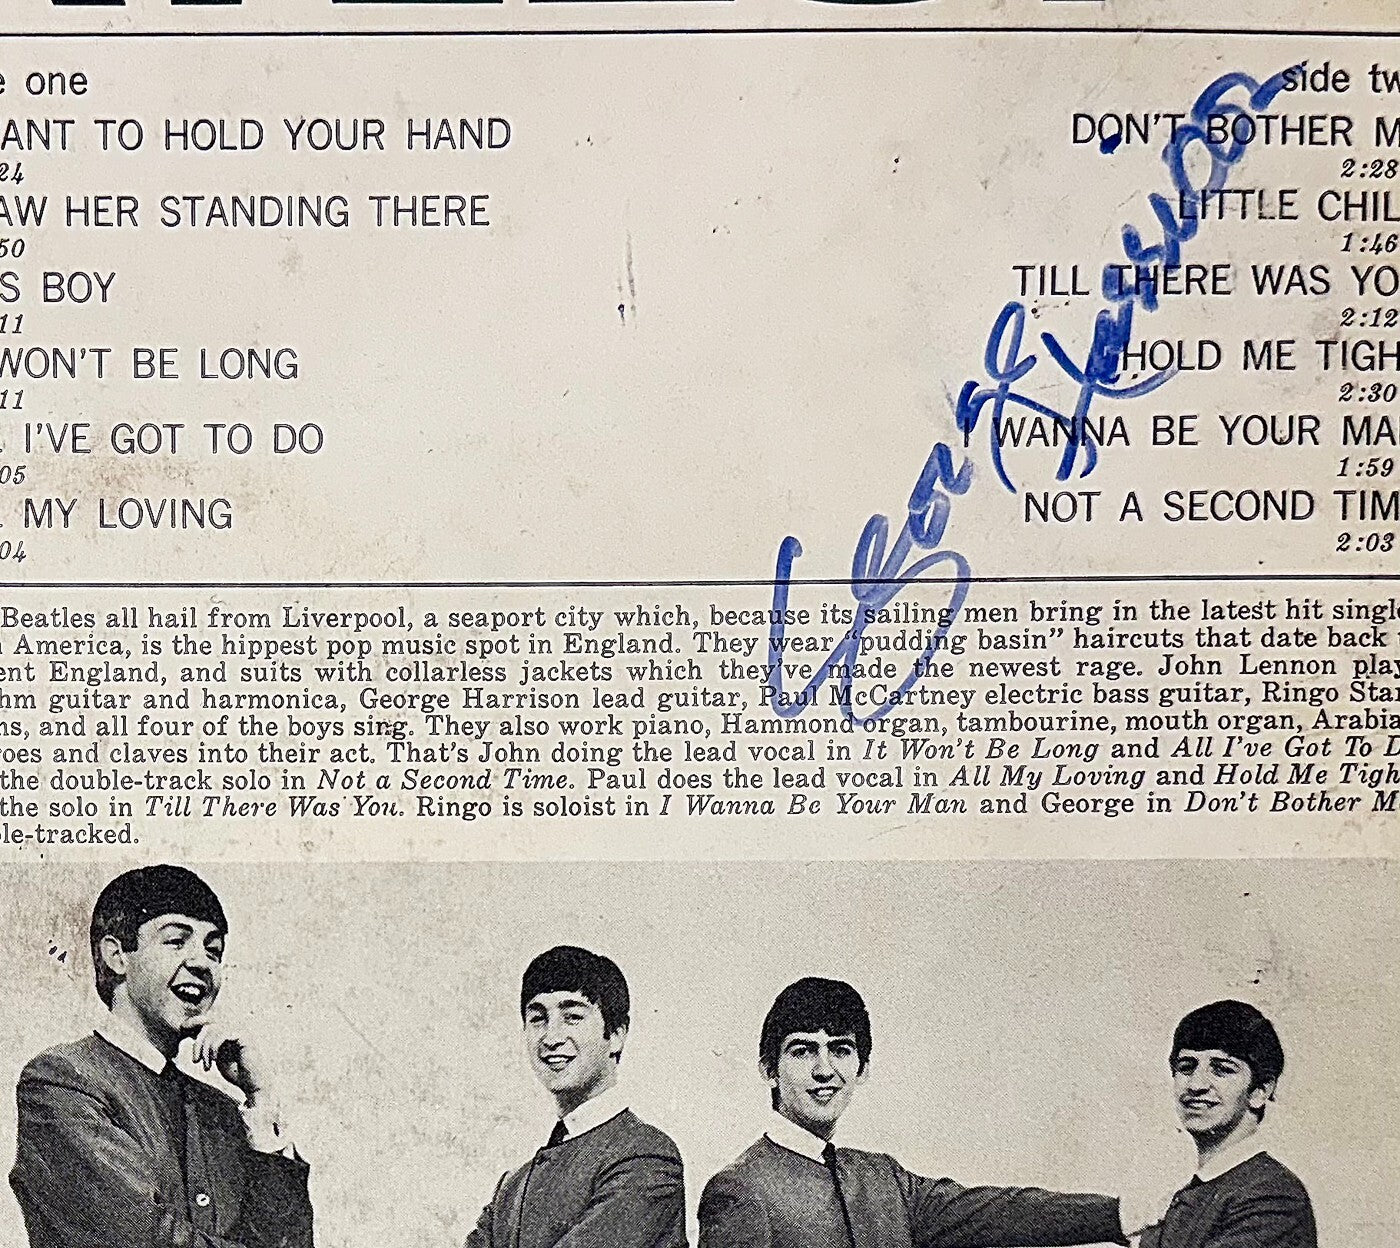 e one
ANT TO HOLD YOUR HAND
24
AW HER STANDING THERE
50
S BOY
11
WON'T BE LONG
11
. I'VE GOT TO DO
05
. MY LOVING
04
side tw
DON'T BOTHER M
2:28
LITTLE CHIL
1:46
TILL THERE WAS YO
2:12
HOLD ME TIGH
2:30
I WANNA BE YOUR MA
1:59
NOT A SECOND TIM
2:03
George Harrison
Beatles all hail from Liverpool, a seaport city which, because its sailing men bring in the latest hit single
America, is the hippest pop music spot in England. They wear "pudding basin" haircuts that date back
ent England, and suits with collarless jackets which they've made the newest rage. John Lennon play
hm guitar and harmonica, George Harrison lead guitar, Paul McCartney electric bass guitar, Ringo Star
ns, and all four of the boys sing. They also work piano, Hammond organ, tambourine, mouth organ, Arabia
oes and claves into their act. That's John doing the lead vocal in It Won't Be Long and All I've Got To D
the double-track solo in Not a Second Time. Paul does the lead vocal in All My Loving and Hold Me Tigh
the solo in Till There Was You. Ringo is soloist in I Wanna Be Your Man and George in Don't Bother M
le-tracked.